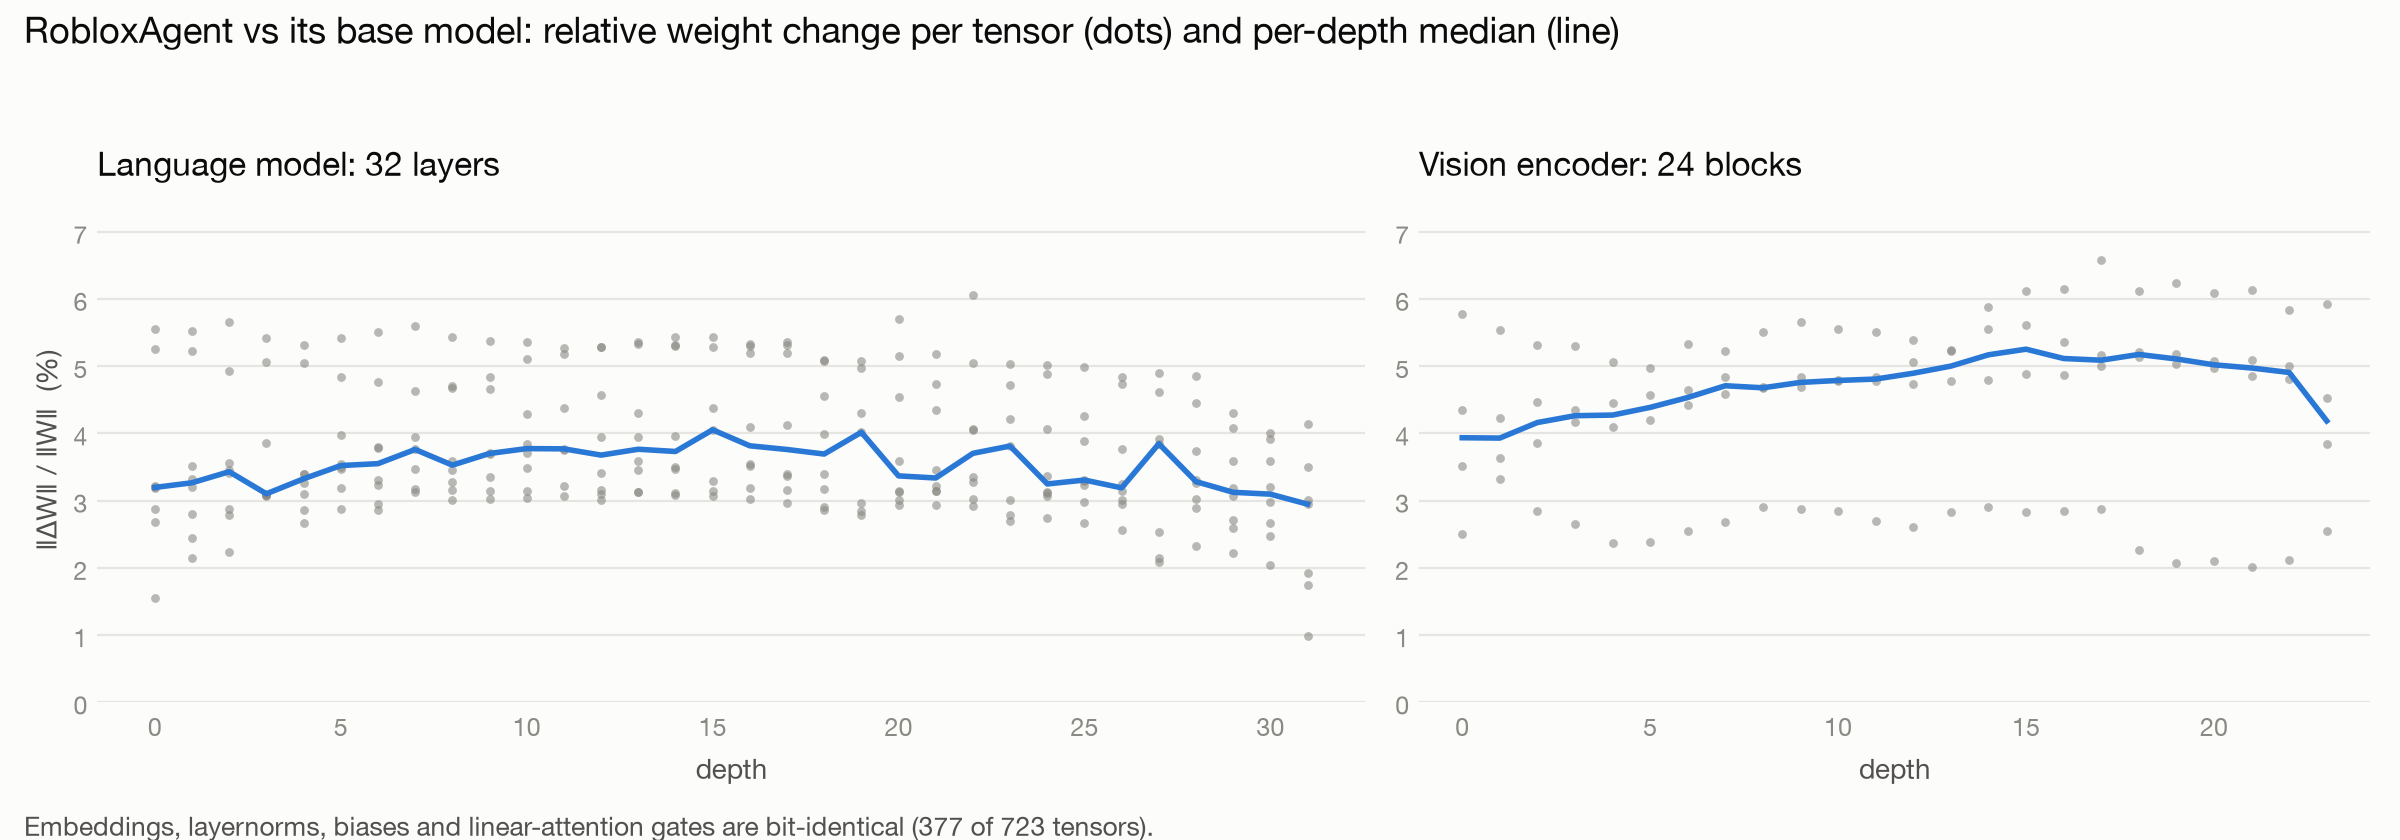 RobloxAgent vs its base model: relative weight change per tensor (dots) and per-depth median (line)
Language model: 32 layers
7
6
5
4
3
2
1
0
||ΔW|| / ||W|| (%)
0 5 10 15 20 25 30
depth
Vision encoder: 24 blocks
7
6
5
4
3
2
1
0
0 5 10 15 20
depth
Embeddings, layernorms, biases and linear-attention gates are bit-identical (377 of 723 tensors).